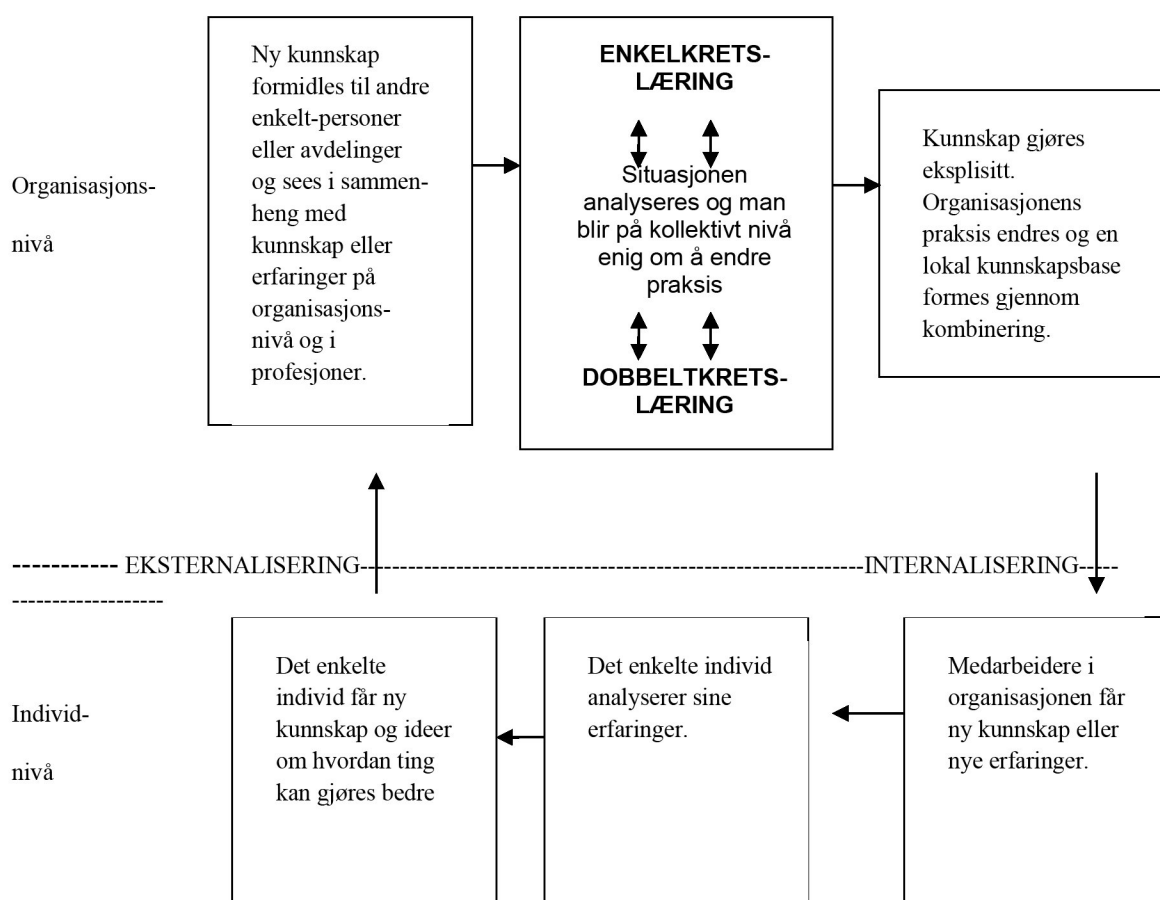 Organisasjons-
nivå
Ny kunnskap
formidles til andre
enkelt-personer
eller avdelinger
og sees i sammen-
heng med
kunnskap eller
erfaringer på
organisasjons-
nivå og i
profesjoner.
ENKELKRETS-
LÆRING
Situasjonen
analyseres og man
blir på kollektivt nivå
enig om å endre
praksis
DOBBELTKRETS-
LÆRING
Kunnskap gjøres
eksplisitt.
Organisasjonens
praksis endres og en
lokal kunnskapsbase
formes gjennom
kombinering.
---------- EKSTERNALISERING--------------------------------------------------INTERNALISERING-----
------------------
Individ-
nivå
Det enkelte
individ får ny
kunnskap og ideer
om hvordan ting
kan gjøres bedre
Det enkelte individ
analyserer sine
erfaringer.
Medarbeidere i
organisasjonen får
ny kunnskap eller
nye erfaringer.